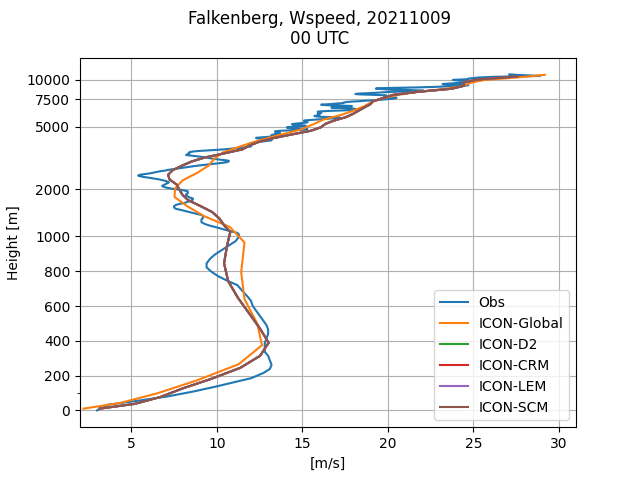 Falkenberg, Wspeed, 20211009
00 UTC
10000
7500
5000
2000
1000
800
600
400
200
0
Height [m]
Obs
ICON-Global
ICON-D2
ICON-CRM
ICON-LEM
ICON-SCM
5
10
15
20
25
30
[m/s]